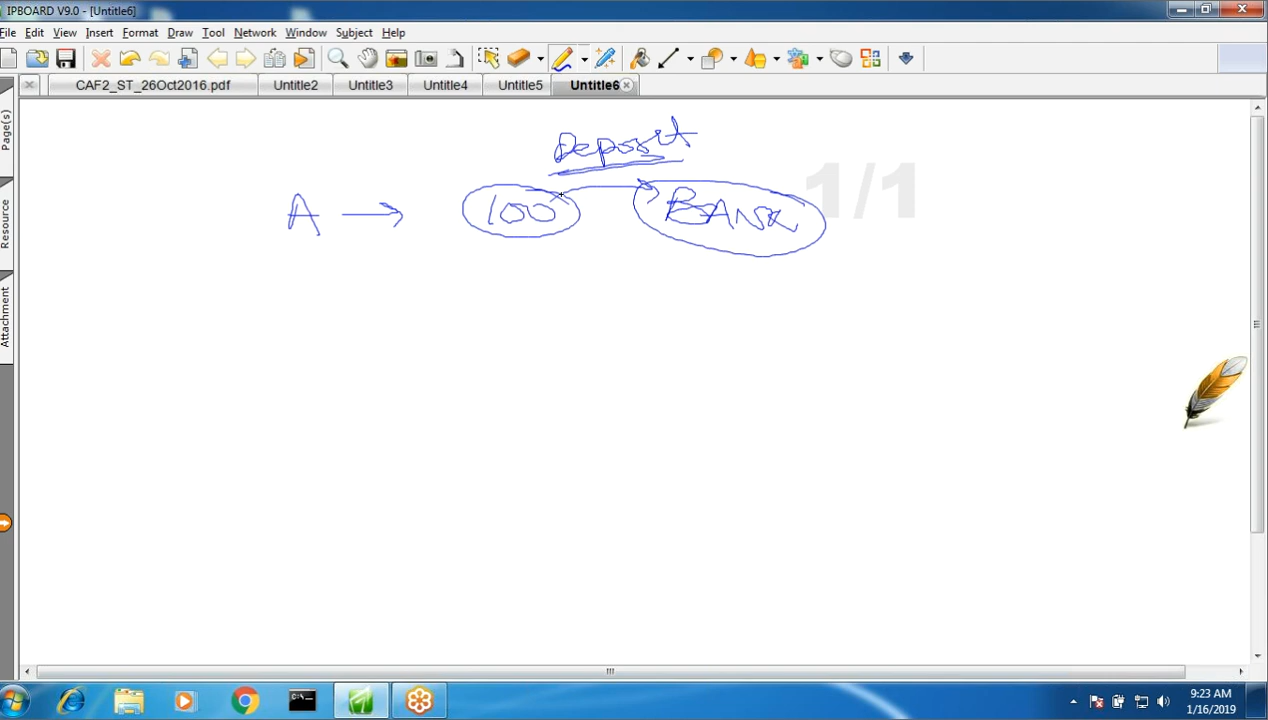 IPBOARD V9.0 - [Untitle6]
File Edit View Insert Format Draw Tool Network Window Subject Help
CAF2_ST_26Oct2016.pdf Untitle2 Untitle3 Untitle4 Untitle5 Untitle6
Page(s)
Resource
Attachment
Deposit
A → 100 BANK
1/1
9:23 AM
1/16/2019